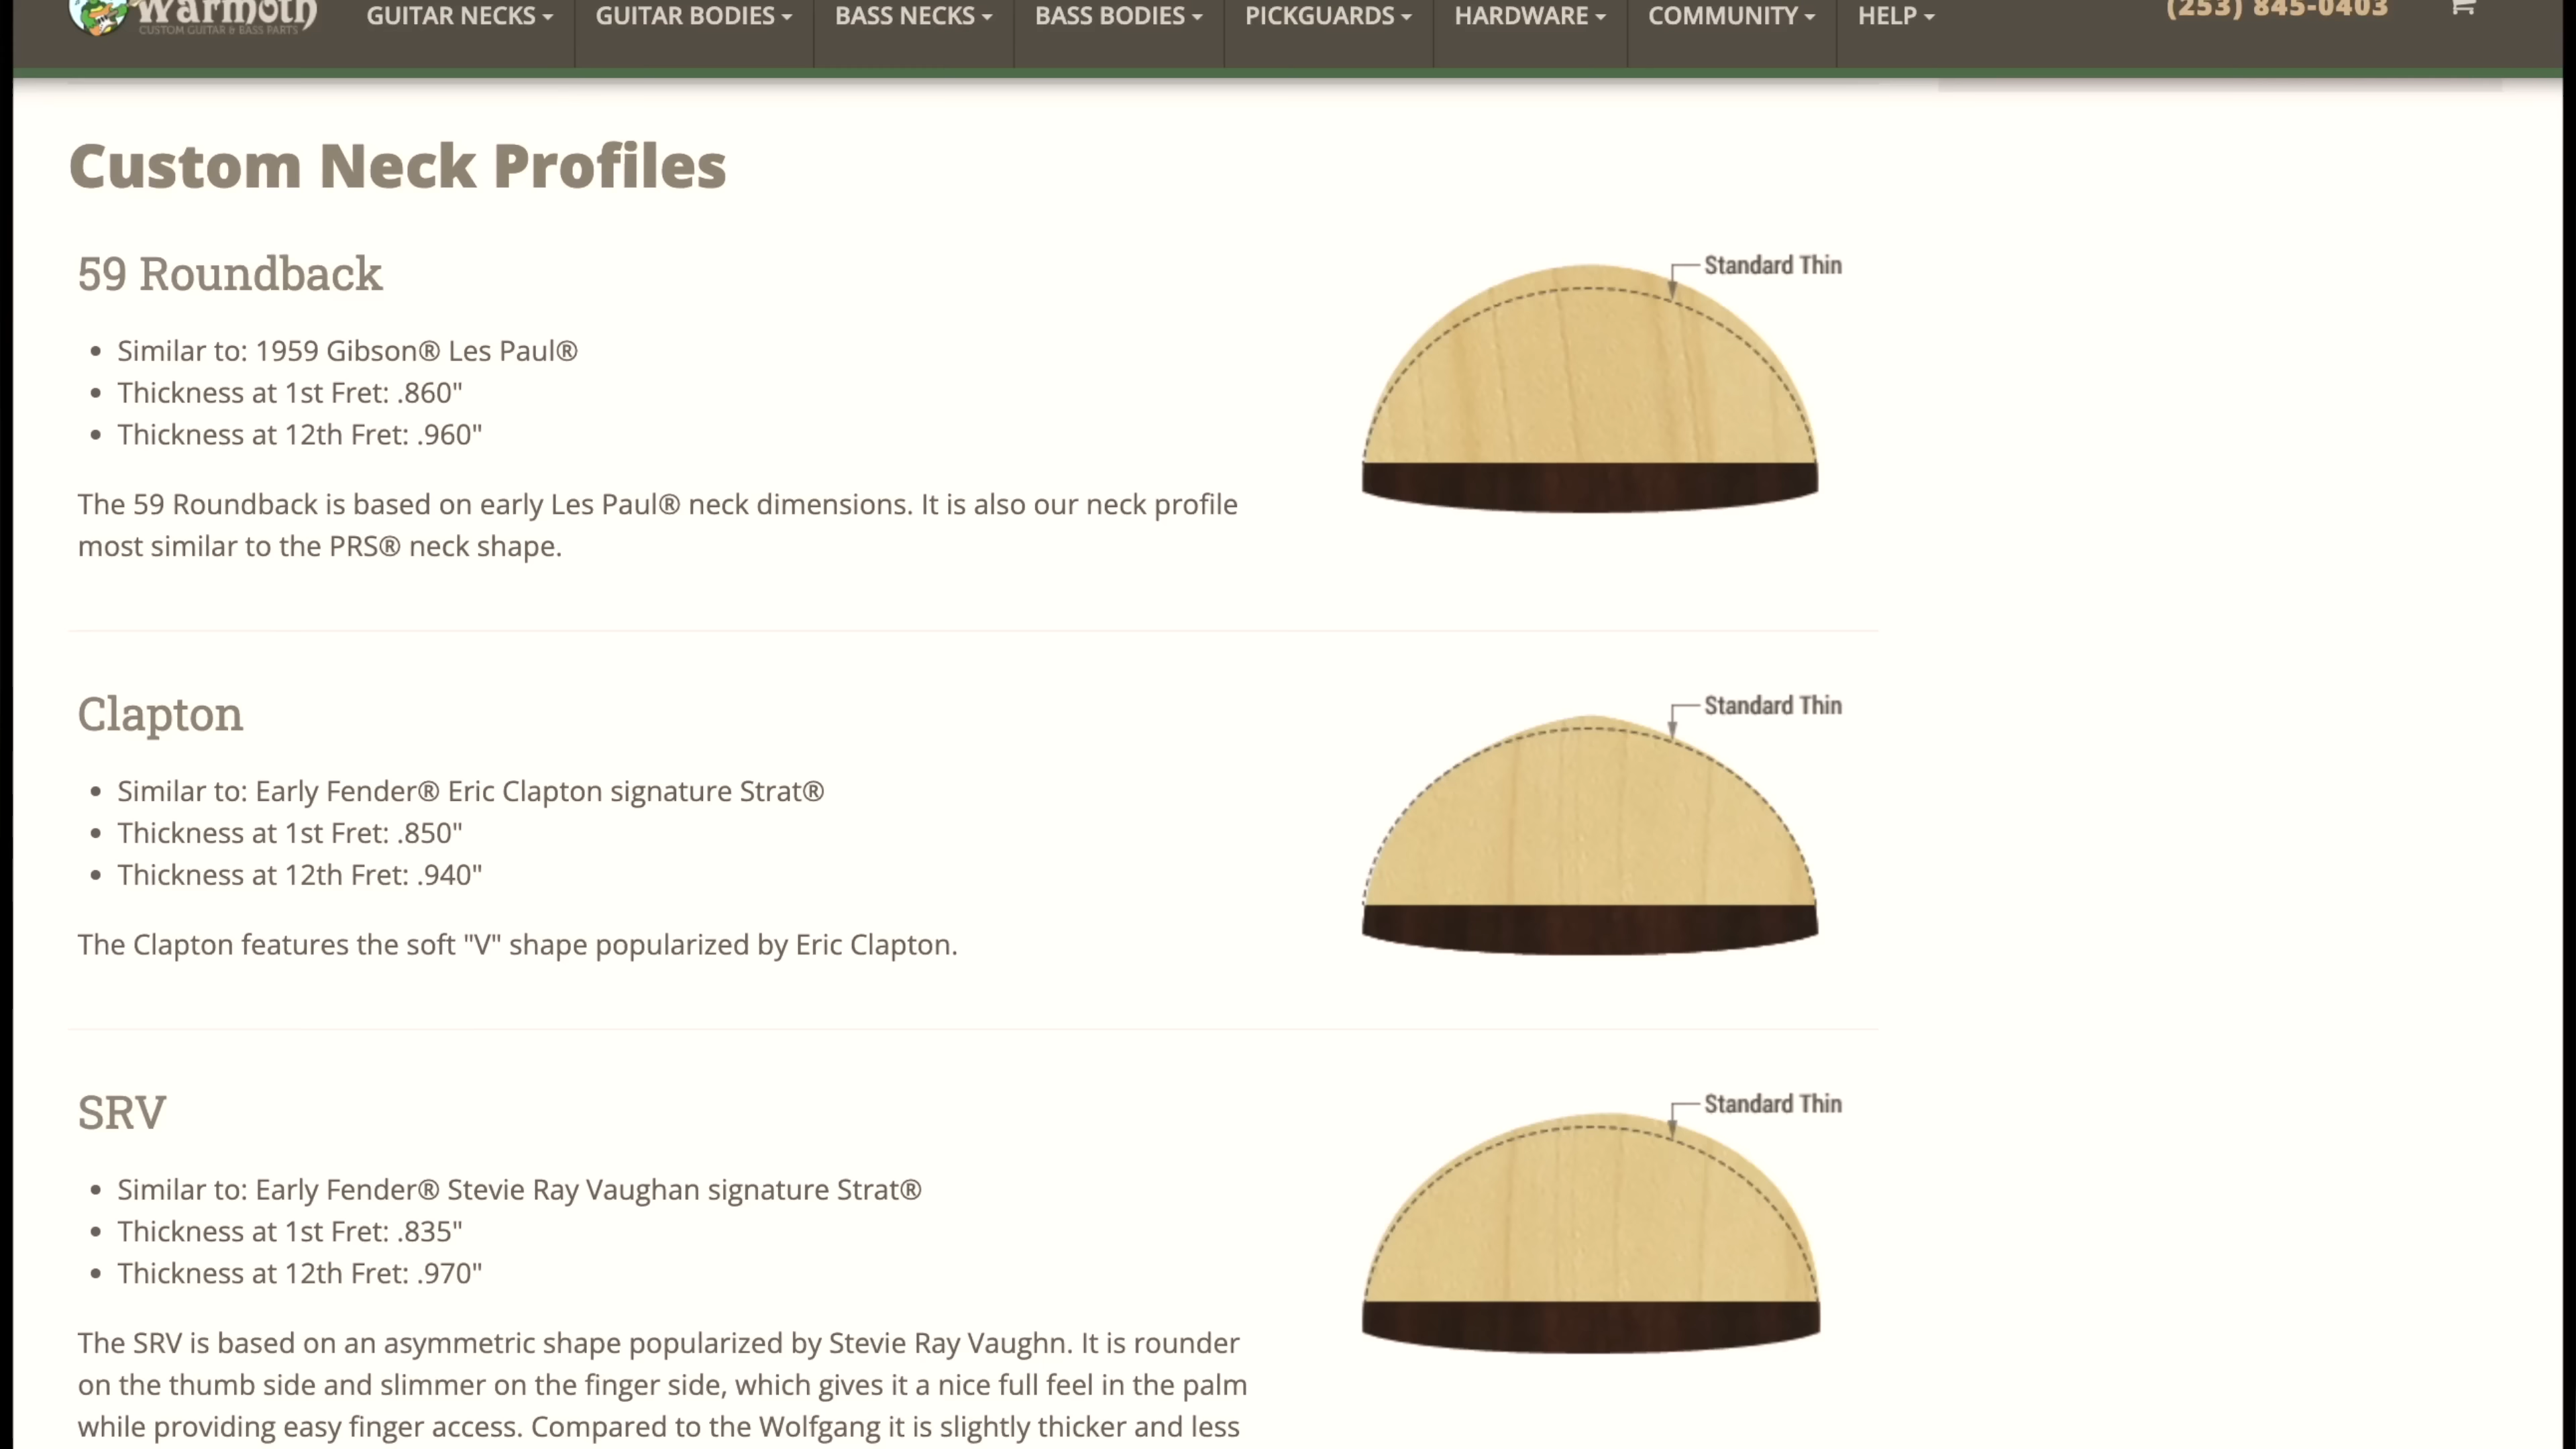 Warmoth
CUSTOM GUITAR & BASS PARTS
GUITAR NECKS
GUITAR BODIES
BASS NECKS
BASS BODIES
PICKGUARDS
HARDWARE
COMMUNITY
HELP
(253) 845-0403
Custom Neck Profiles
59 Roundback
Standard Thin
• Similar to: 1959 Gibson® Les Paul®
• Thickness at 1st Fret: .860"
• Thickness at 12th Fret: .960"
The 59 Roundback is based on early Les Paul® neck dimensions. It is also our neck profile
most similar to the PRS® neck shape.
Clapton
Standard Thin
• Similar to: Early Fender® Eric Clapton signature Strat®
• Thickness at 1st Fret: .850"
• Thickness at 12th Fret: .940"
The Clapton features the soft "V" shape popularized by Eric Clapton.
SRV
Standard Thin
• Similar to: Early Fender® Stevie Ray Vaughan signature Strat®
• Thickness at 1st Fret: .835"
• Thickness at 12th Fret: .970"
The SRV is based on an asymmetric shape popularized by Stevie Ray Vaughn. It is rounder
on the thumb side and slimmer on the finger side, which gives it a nice full feel in the palm
while providing easy finger access. Compared to the Wolfgang it is slightly thicker and less